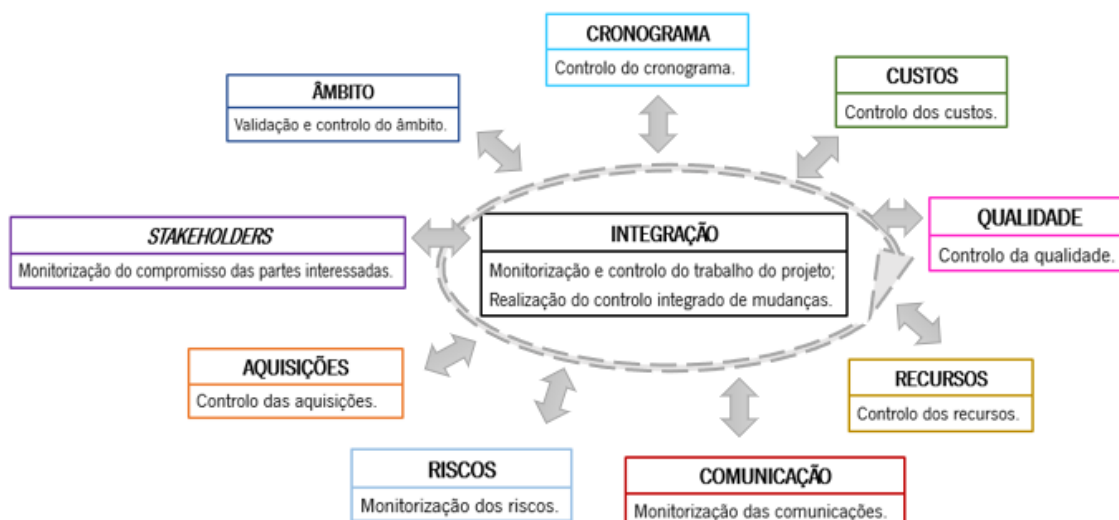 CRONOGRAMA
Controlo do cronograma.
ÂMBITO
Validação e controlo do âmbito.
CUSTOS
Controlo dos custos.
STAKEHOLDERS
Monitorização do compromisso das partes interessadas.
INTEGRAÇÃO
Monitorização e controlo do trabalho do projeto;
Realização do controlo integrado de mudanças.
QUALIDADE
Controlo da qualidade.
AQUISIÇÕES
Controlo das aquisições.
RECURSOS
Controlo dos recursos.
RISCOS
Monitorização dos riscos.
COMUNICAÇÃO
Monitorização das comunicações.